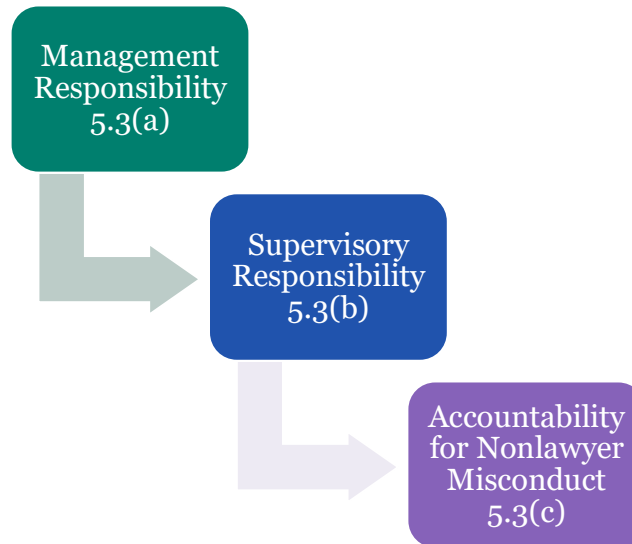 Management
Responsibility
5.3(a)
Supervisory
Responsibility
5.3(b)
Accountability
for Nonlawyer
Misconduct
5.3(c)